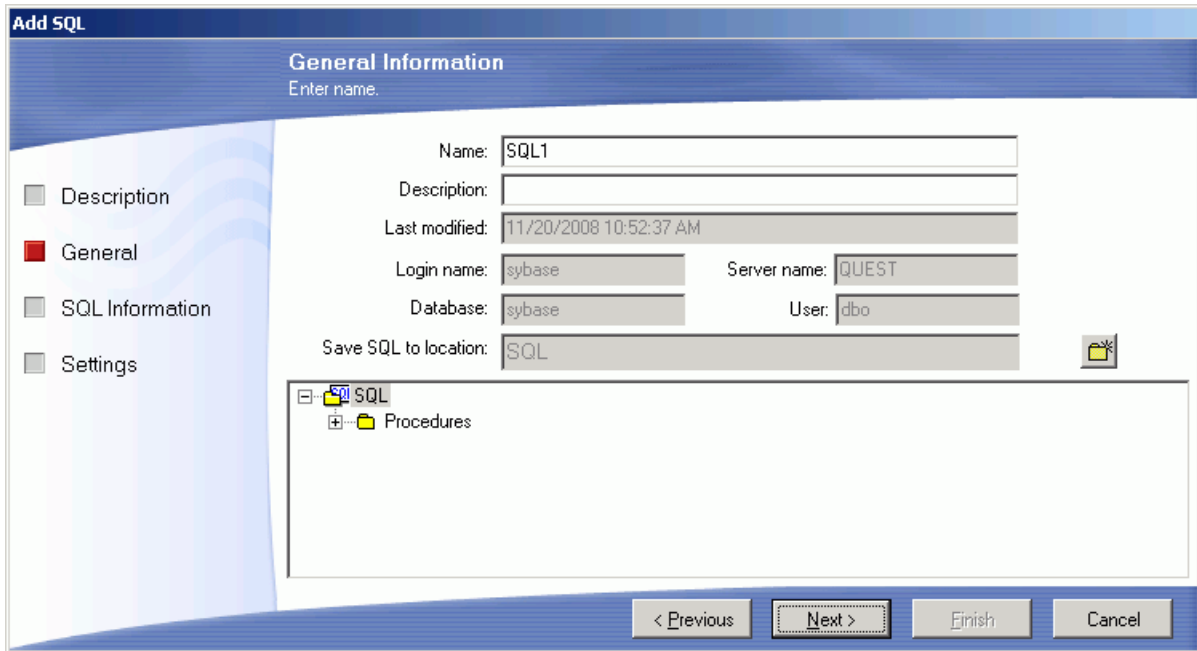 Add SQL
General Information
Enter name.
Description
General
SQL Information
Settings
Name: SQL1
Description:
Last modified: 11/20/2008 10:52:37 AM
Login name: sybase Server name: QUEST
Database: sybase User: dbo
Save SQL to location: SQL
SQL SQL
Procedures
< Previous Next > Finish Cancel